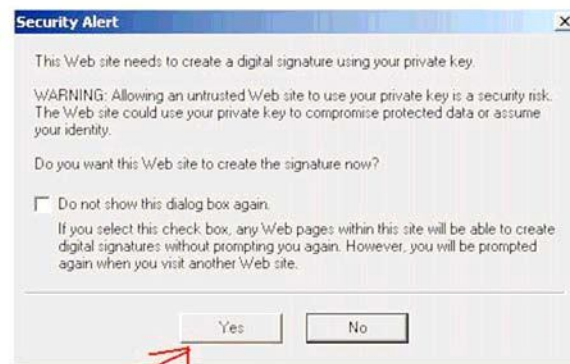 Security Alert
This Web site needs to create a digital signature using your private key.
WARNING: Allowing an untrusted Web site to use your private key is a security risk.
The Web site could use your private key to compromise protected data or assume
your identity.
Do you want this Web site to create the signature now?
Do not show this dialog box again.
If you select this check box, any Web pages within this site will be able to create
digital signatures without prompting you again. However, you will be prompted
again when you visit another Web site.
Yes
No